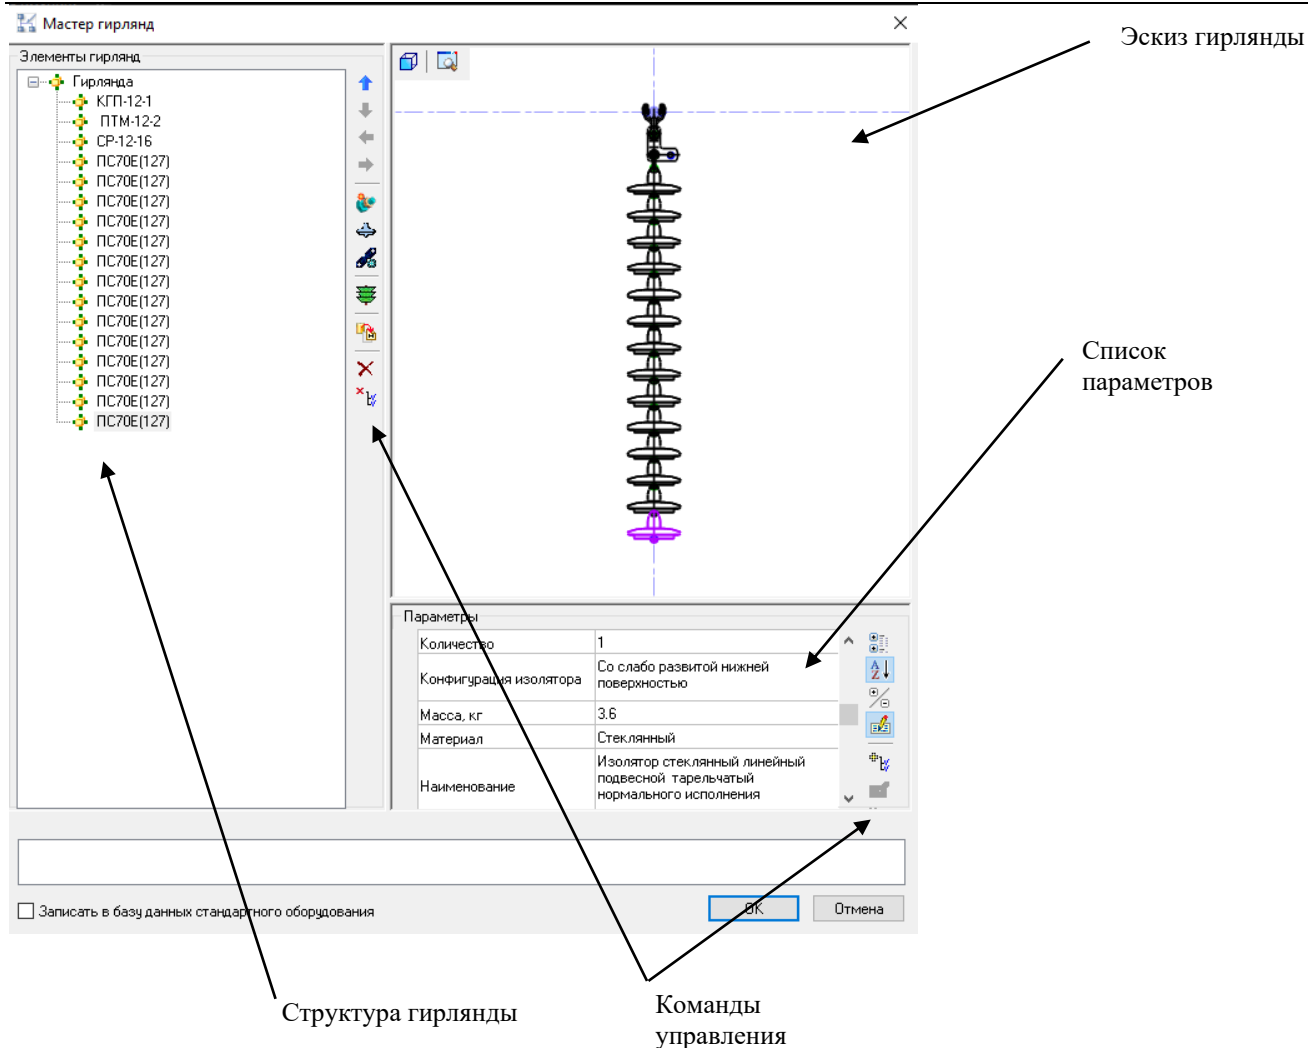 Мастер гирлянд
Эскиз гирлянды
Элементы гирлянд
Гирлянда
КГП-12-1
ПТМ-12-2
СР-12-16
ПС70Е(127)
ПС70Е(127)
ПС70Е(127)
ПС70Е(127)
ПС70Е(127)
ПС70Е(127)
ПС70Е(127)
ПС70Е(127)
ПС70Е(127)
ПС70Е(127)
ПС70Е(127)
ПС70Е(127)
ПС70Е(127)
ПС70Е(127)
Список
параметров
Параметры
Количество 1
Конфигурация изолятора Со слабо развитой нижней
поверхностью
Масса, кг 3.6
Материал Стеклянный
Наименование Изолятор стеклянный линейный
подвесной тарельчатый
нормального исполнения
Записать в базу данных стандартного оборудования
ОК Отмена
Структура гирлянды
Команды
управления